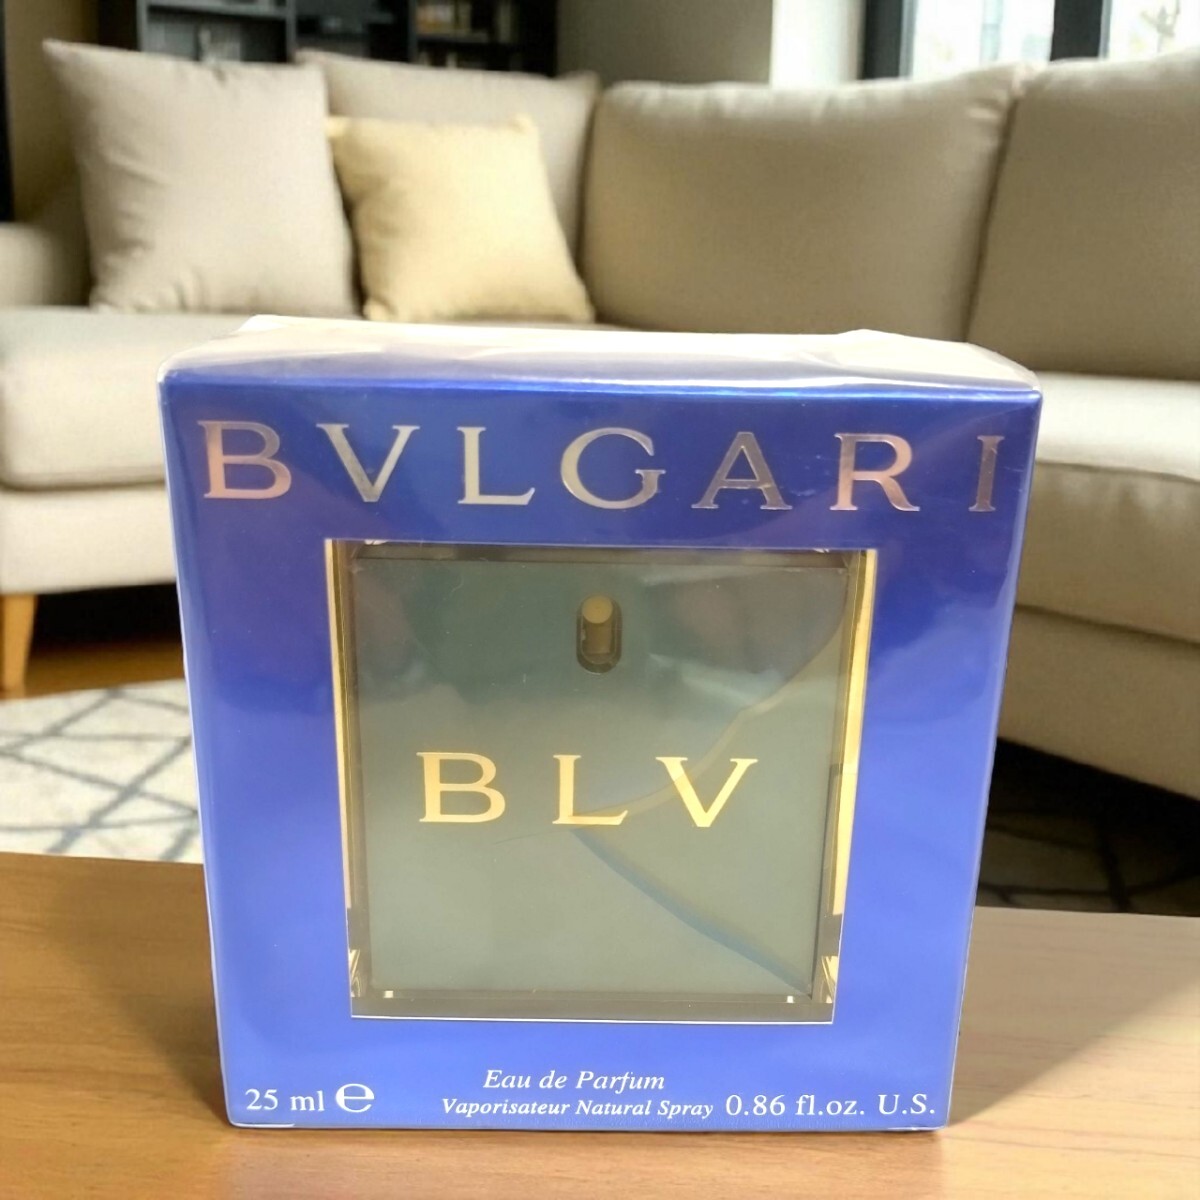 BVLGARI
BLV
Eau de Parfum
25 ml ℮ Vaporisateur Natural Spray 0.86 fl.oz. U.S.